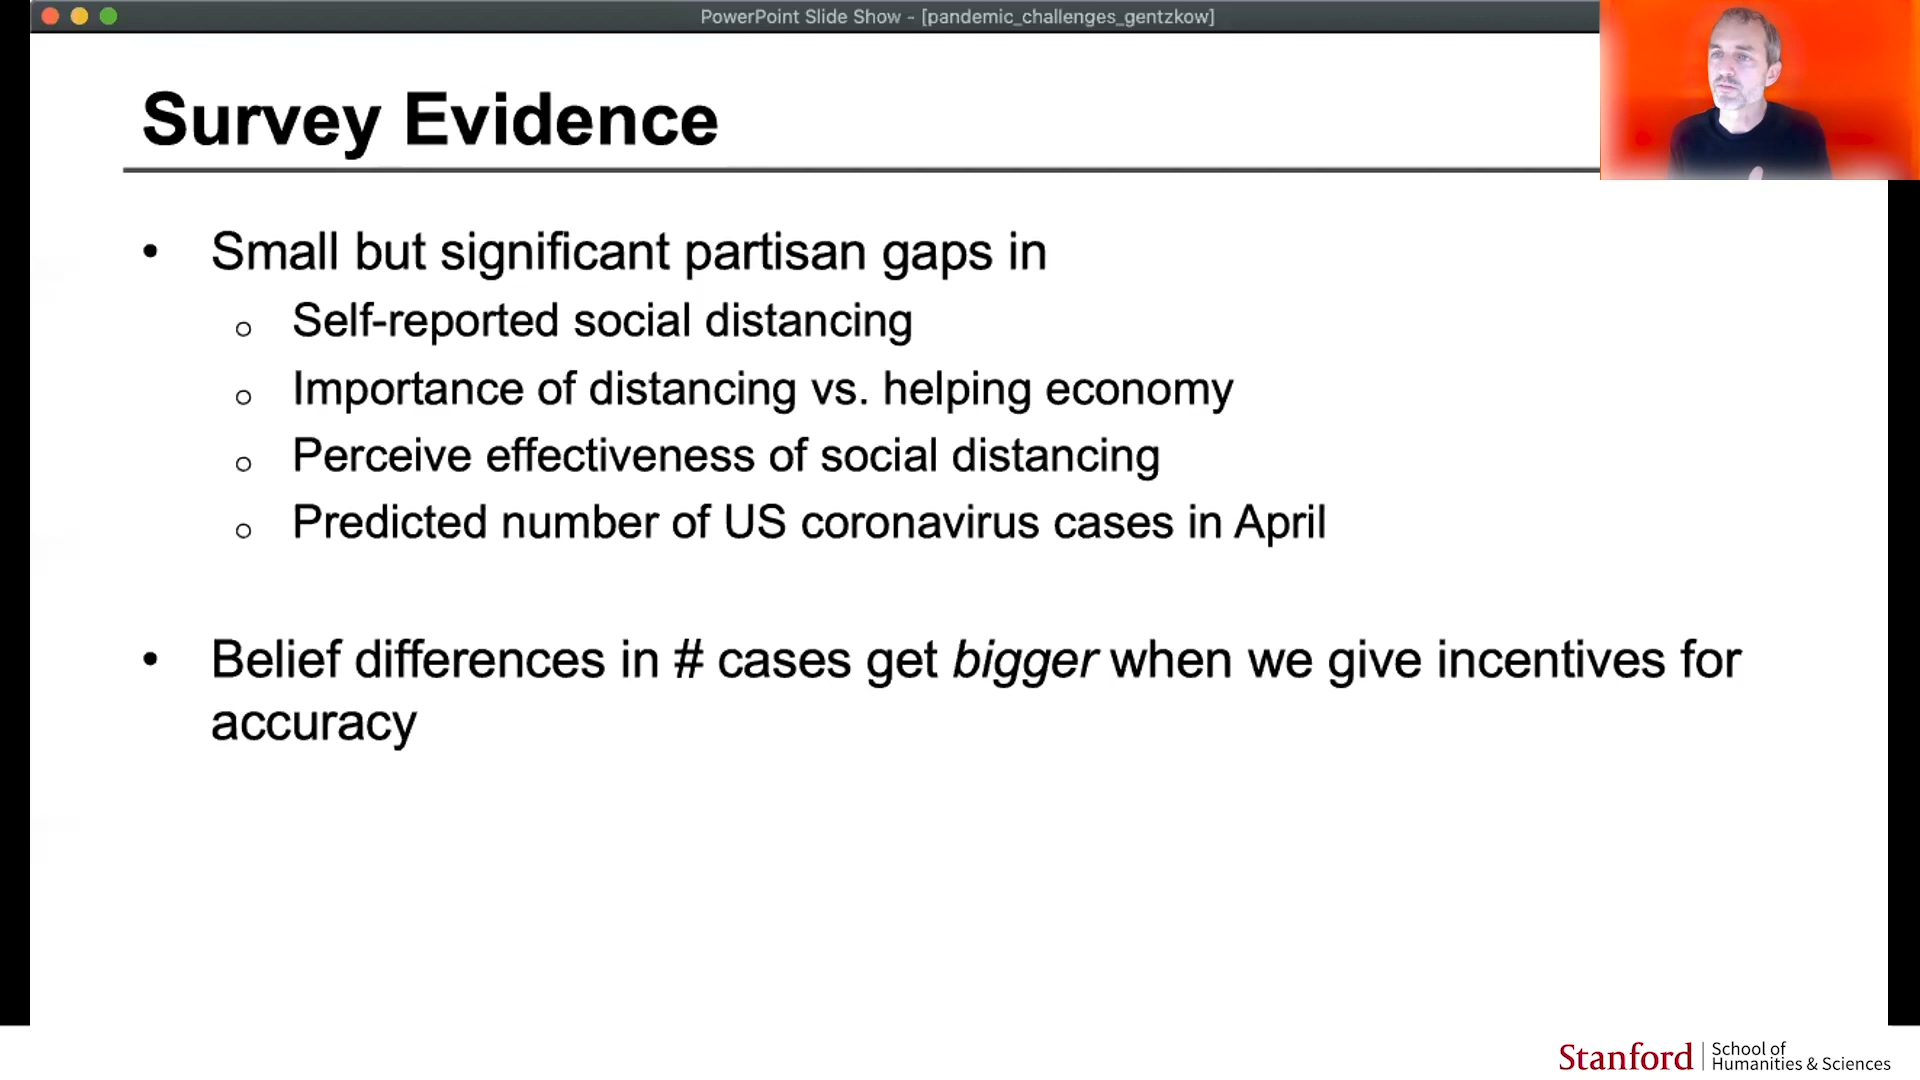 PowerPoint Slide Show - [pandemic_challenges_gentzkow]
Survey Evidence
• Small but significant partisan gaps in
○ Self-reported social distancing
○ Importance of distancing vs. helping economy
○ Perceive effectiveness of social distancing
○ Predicted number of US coronavirus cases in April
• Belief differences in # cases get bigger when we give incentives for
accuracy
Stanford
School of
Humanities & Sciences